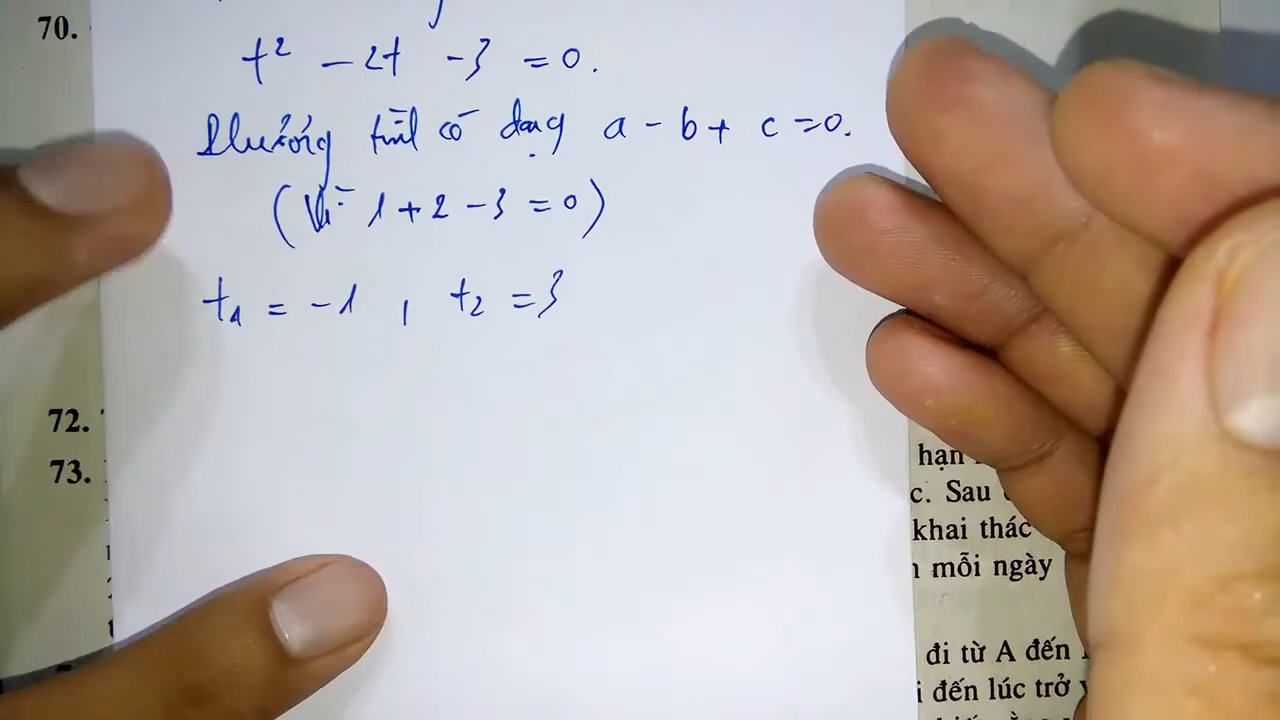 70.
t² - 2t - 3 = 0.
Phương trình có dạng a - b + c = 0.
(Vì 1 + 2 - 3 = 0)
t₁ = -1 , t₂ = 3
72.
73.
hạn
c. Sau
khai thác
mỗi ngày
đi từ A đến
i đến lúc trở